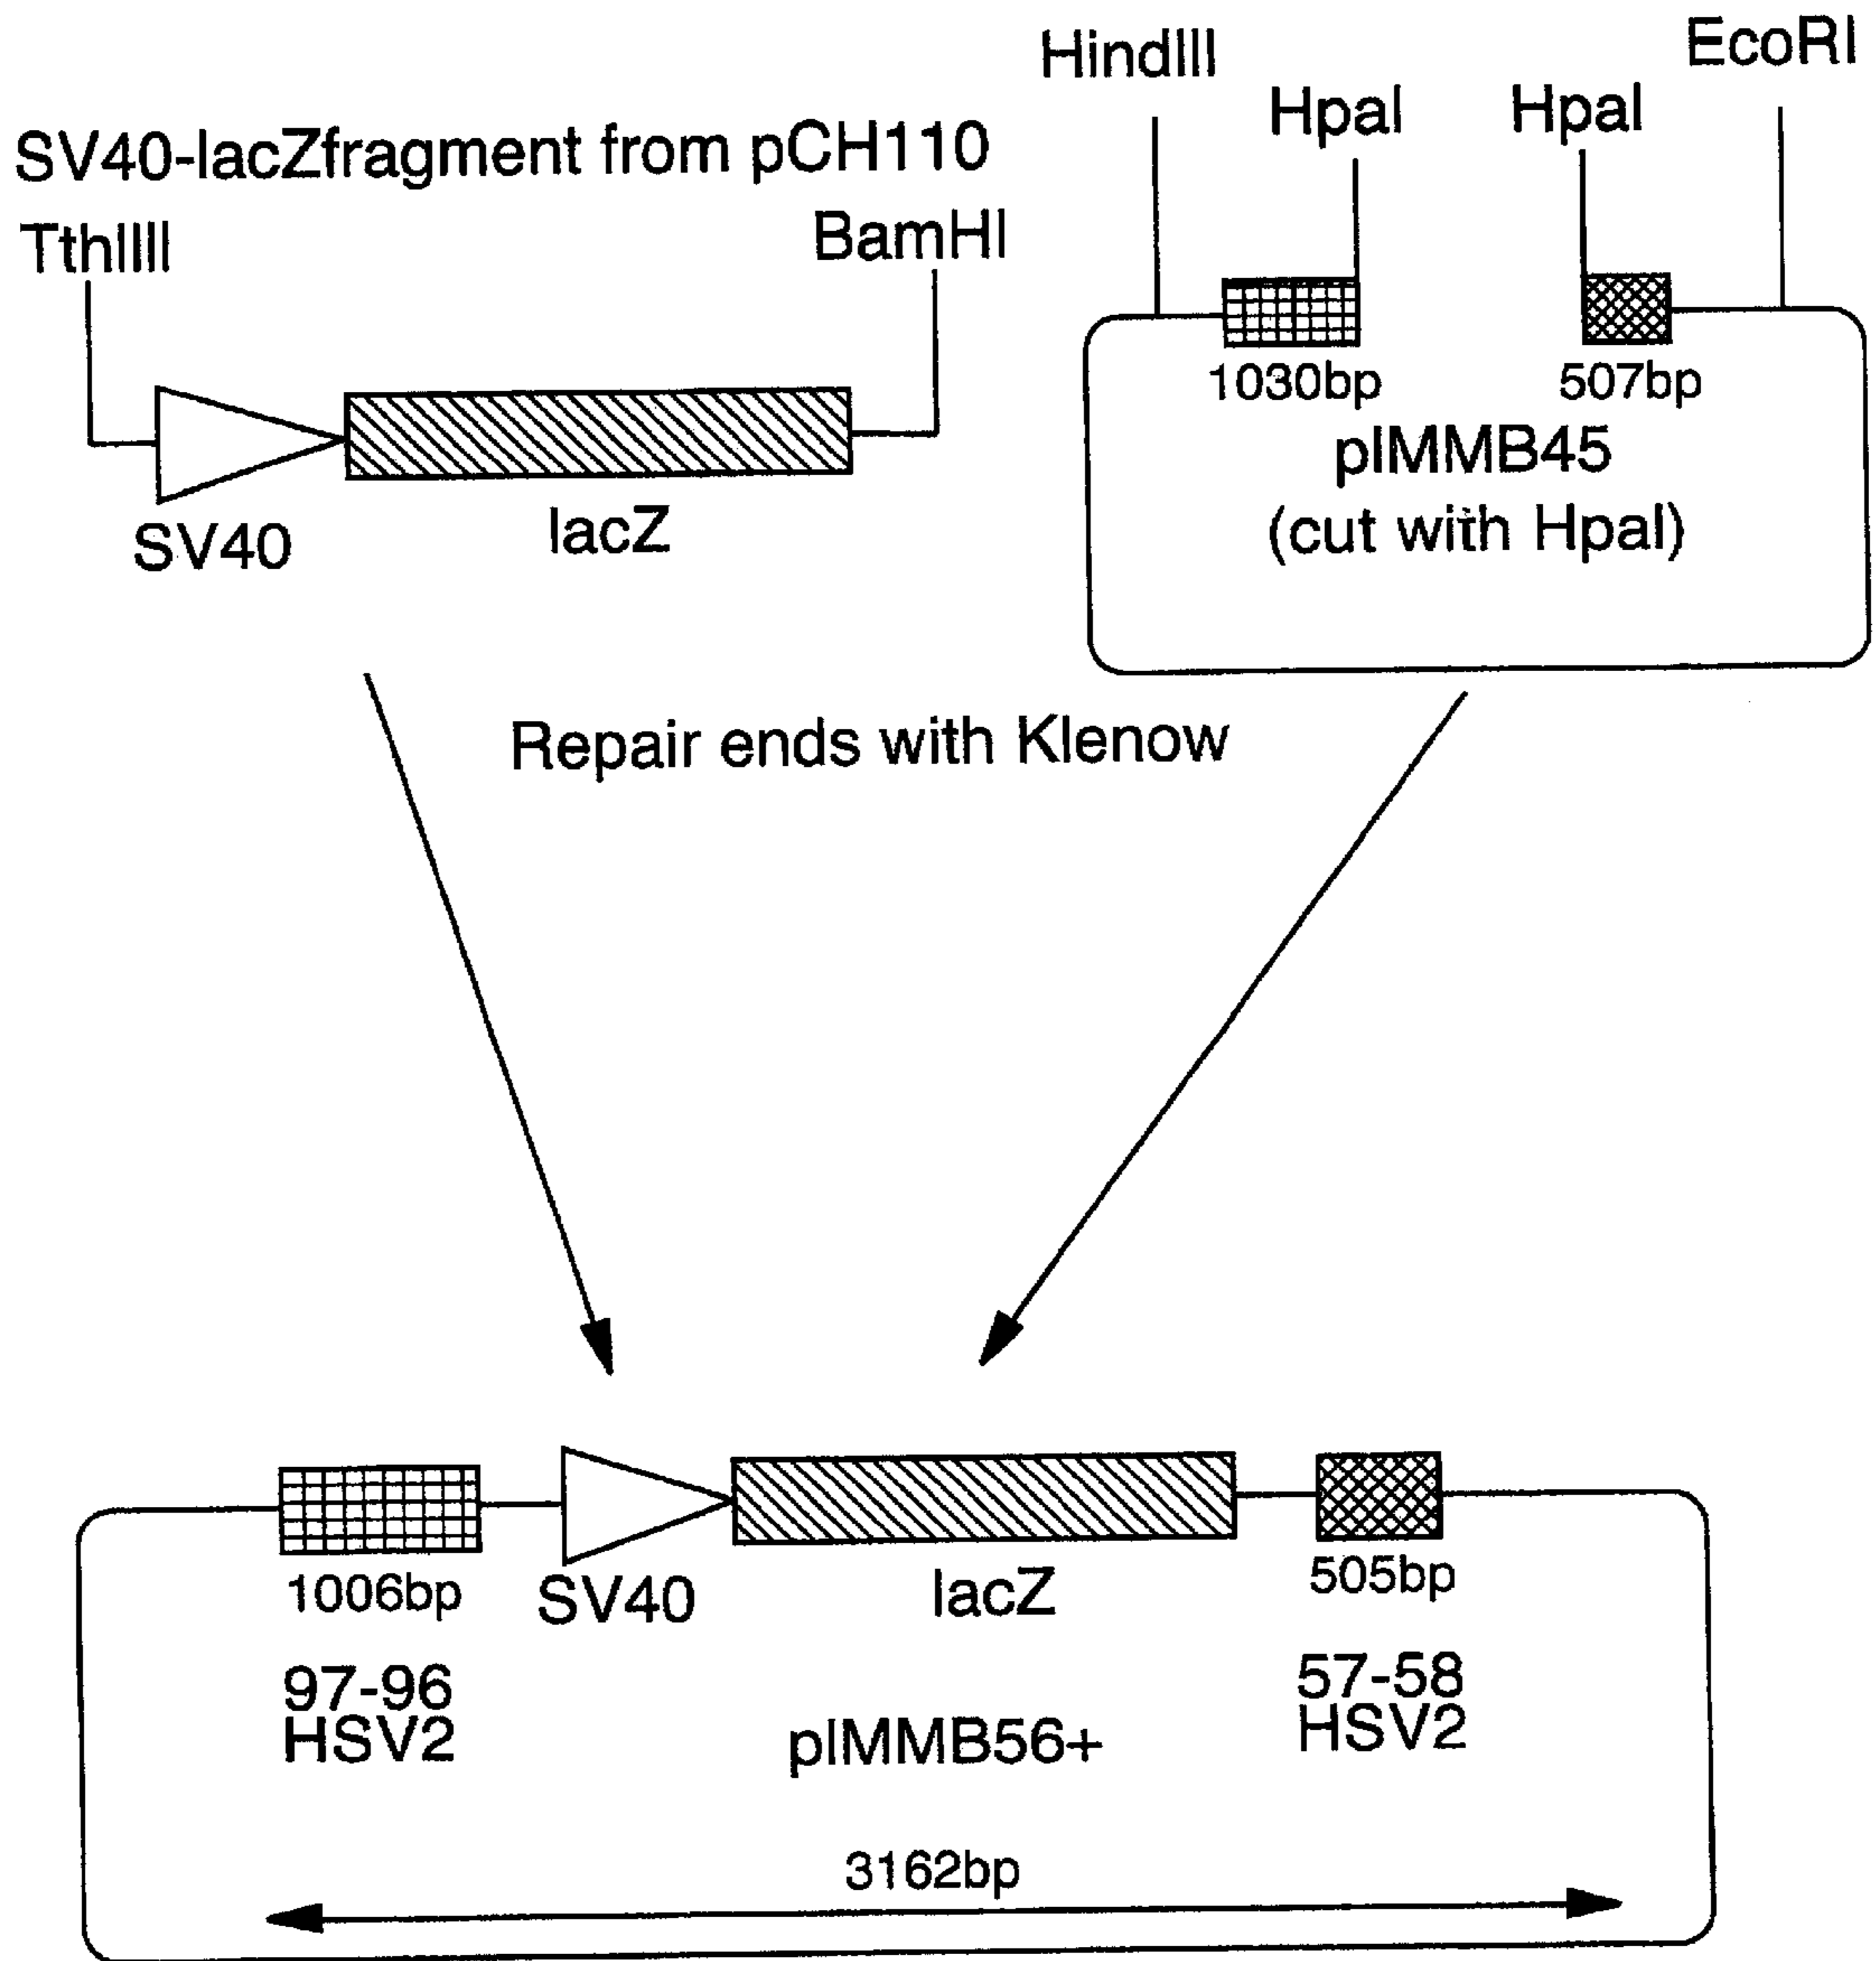 SV40-lacZfragment from pCH110
TthIIII
BamHI
SV40
lacZ
HindIII
HpaI
HpaI
EcoRI
1030bp
507bp
pIMMB45
(cut with HpaI)
Repair ends with Klenow
1006bp
SV40
lacZ
505bp
97-96
HSV2
pIMMB56+
57-58
HSV2
3162bp